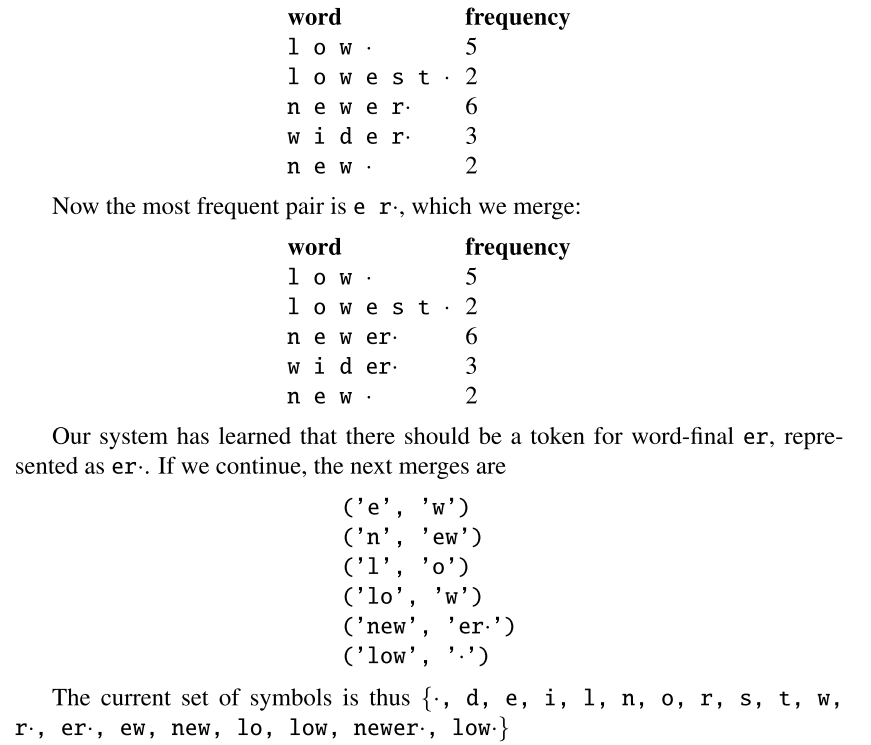 word frequency
l o w · 5
l o w e s t · 2
n e w e r· 6
w i d e r· 3
n e w · 2
Now the most frequent pair is e r·, which we merge:
word frequency
l o w · 5
l o w e s t · 2
n e w er· 6
w i d er· 3
n e w · 2
Our system has learned that there should be a token for word-final er, repre-
sented as er·. If we continue, the next merges are
('e', 'w')
('n', 'ew')
('l', 'o')
('lo', 'w')
('new', 'er·')
('low', '·')
The current set of symbols is thus {·, d, e, i, l, n, o, r, s, t, w,
r·, er·, ew, new, lo, low, newer·, low·}